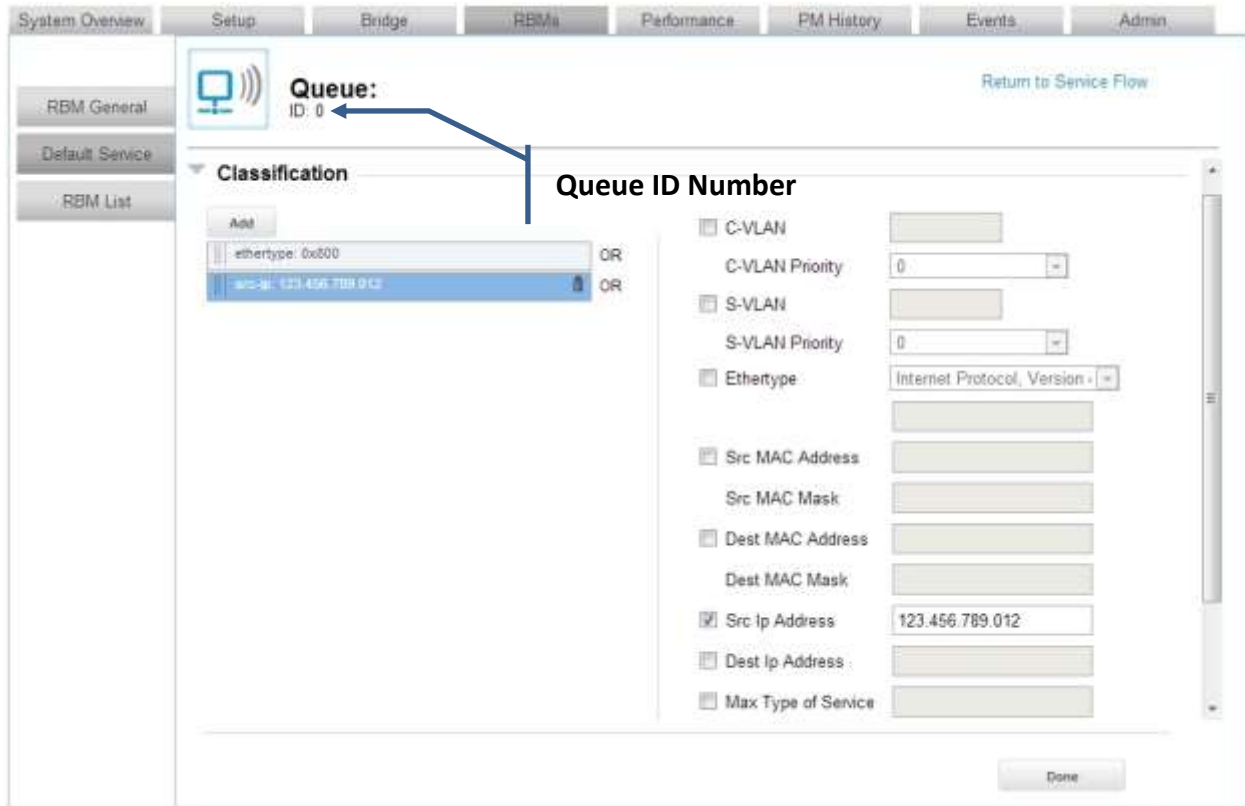 System Overview Setup Bridge RBMs Performance PM History Events Admin
Queue:
ID: 0
Return to Service Flow
RBM General
Default Service
RBM List
Classification
Queue ID Number
Add
ethertype: 0x800 OR
src-ip: 123.456.789.012 OR
C-VLAN
C-VLAN Priority 0
S-VLAN
S-VLAN Priority 0
Ethertype Internet Protocol, Version
Src MAC Address
Src MAC Mask
Dest MAC Address
Dest MAC Mask
Src Ip Address 123.456.789.012
Dest Ip Address
Max Type of Service
Done